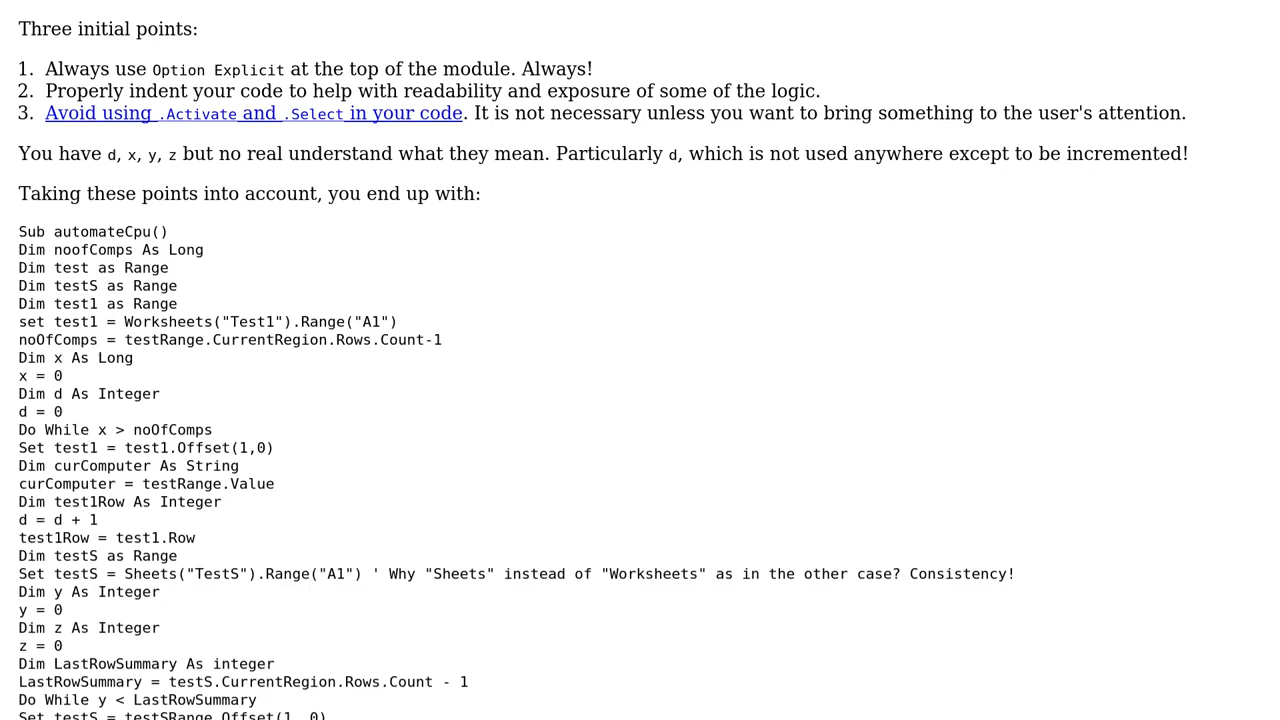 Three initial points:
1. Always use Option Explicit at the top of the module. Always!
2. Properly indent your code to help with readability and exposure of some of the logic.
3. Avoid using .Activate and .Select in your code. It is not necessary unless you want to bring something to the user's attention.
You have d, x, y, z but no real understand what they mean. Particularly d, which is not used anywhere except to be incremented!
Taking these points into account, you end up with:
Sub automateCpu()
Dim noofComps As Long
Dim test as Range
Dim testS as Range
Dim test1 as Range
set test1 = Worksheets("Test1").Range("A1")
noOfComps = testRange.CurrentRegion.Rows.Count-1
Dim x As Long
x = 0
Dim d As Integer
d = 0
Do While x > noOfComps
Set test1 = test1.Offset(1,0)
Dim curComputer As String
curComputer = testRange.Value
Dim test1Row As Integer
d = d + 1
test1Row = test1.Row
Dim testS as Range
Set testS = Sheets("TestS").Range("A1") ' Why "Sheets" instead of "Worksheets" as in the other case? Consistency!
Dim y As Integer
y = 0
Dim z As Integer
z = 0
Dim LastRowSummary As integer
LastRowSummary = testS.CurrentRegion.Rows.Count - 1
Do While y < LastRowSummary
Set testS = testSRange.Offset(1, 0)